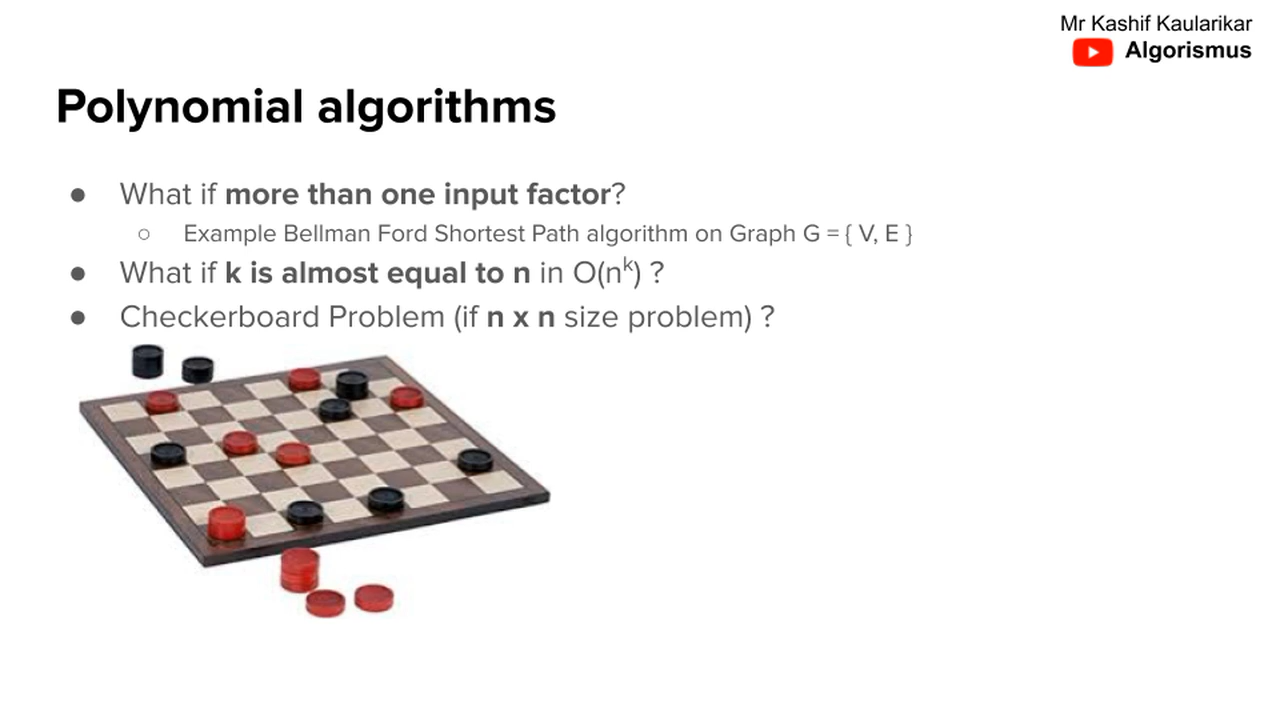 Mr Kashif Kaularikar
Algorismus
Polynomial algorithms
● What if more than one input factor?
○ Example Bellman Ford Shortest Path algorithm on Graph G = { V, E }
● What if k is almost equal to n in O(nᵏ) ?
● Checkerboard Problem (if n x n size problem) ?